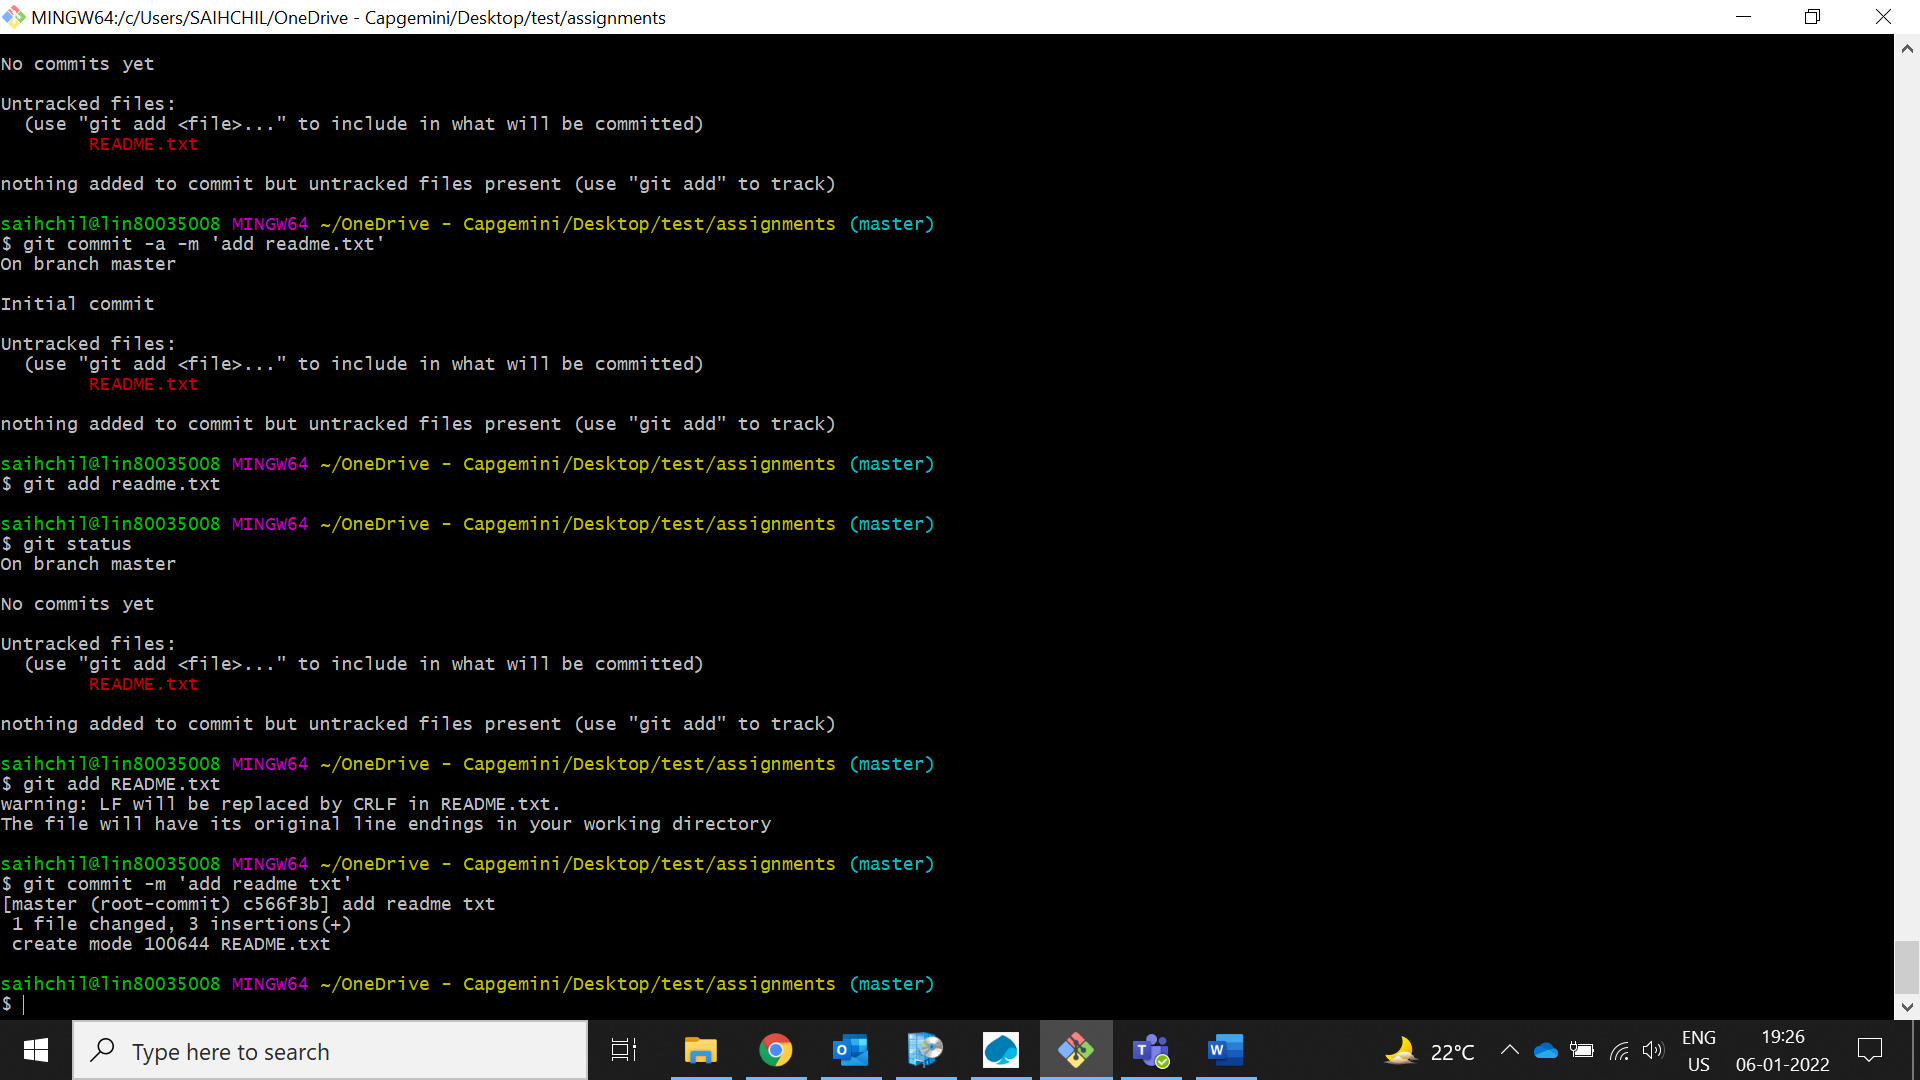 MINGW64:/c/Users/SAIHCHIL/OneDrive - Capgemini/Desktop/test/assignments
No commits yet
Untracked files:
  (use "git add <file>..." to include in what will be committed)
        README.txt
nothing added to commit but untracked files present (use "git add" to track)
saihchil@lin80035008 MINGW64 ~/OneDrive - Capgemini/Desktop/test/assignments (master)
$ git commit -a -m 'add readme.txt'
On branch master
Initial commit
Untracked files:
  (use "git add <file>..." to include in what will be committed)
        README.txt
nothing added to commit but untracked files present (use "git add" to track)
saihchil@lin80035008 MINGW64 ~/OneDrive - Capgemini/Desktop/test/assignments (master)
$ git add readme.txt
saihchil@lin80035008 MINGW64 ~/OneDrive - Capgemini/Desktop/test/assignments (master)
$ git status
On branch master
No commits yet
Untracked files:
  (use "git add <file>..." to include in what will be committed)
        README.txt
nothing added to commit but untracked files present (use "git add" to track)
saihchil@lin80035008 MINGW64 ~/OneDrive - Capgemini/Desktop/test/assignments (master)
$ git add README.txt
warning: LF will be replaced by CRLF in README.txt.
The file will have its original line endings in your working directory
saihchil@lin80035008 MINGW64 ~/OneDrive - Capgemini/Desktop/test/assignments (master)
$ git commit -m 'add readme txt'
[master (root-commit) c566f3b] add readme txt
 1 file changed, 3 insertions(+)
 create mode 100644 README.txt
saihchil@lin80035008 MINGW64 ~/OneDrive - Capgemini/Desktop/test/assignments (master)
$
Type here to search
22°C
ENG
US
19:26
06-01-2022